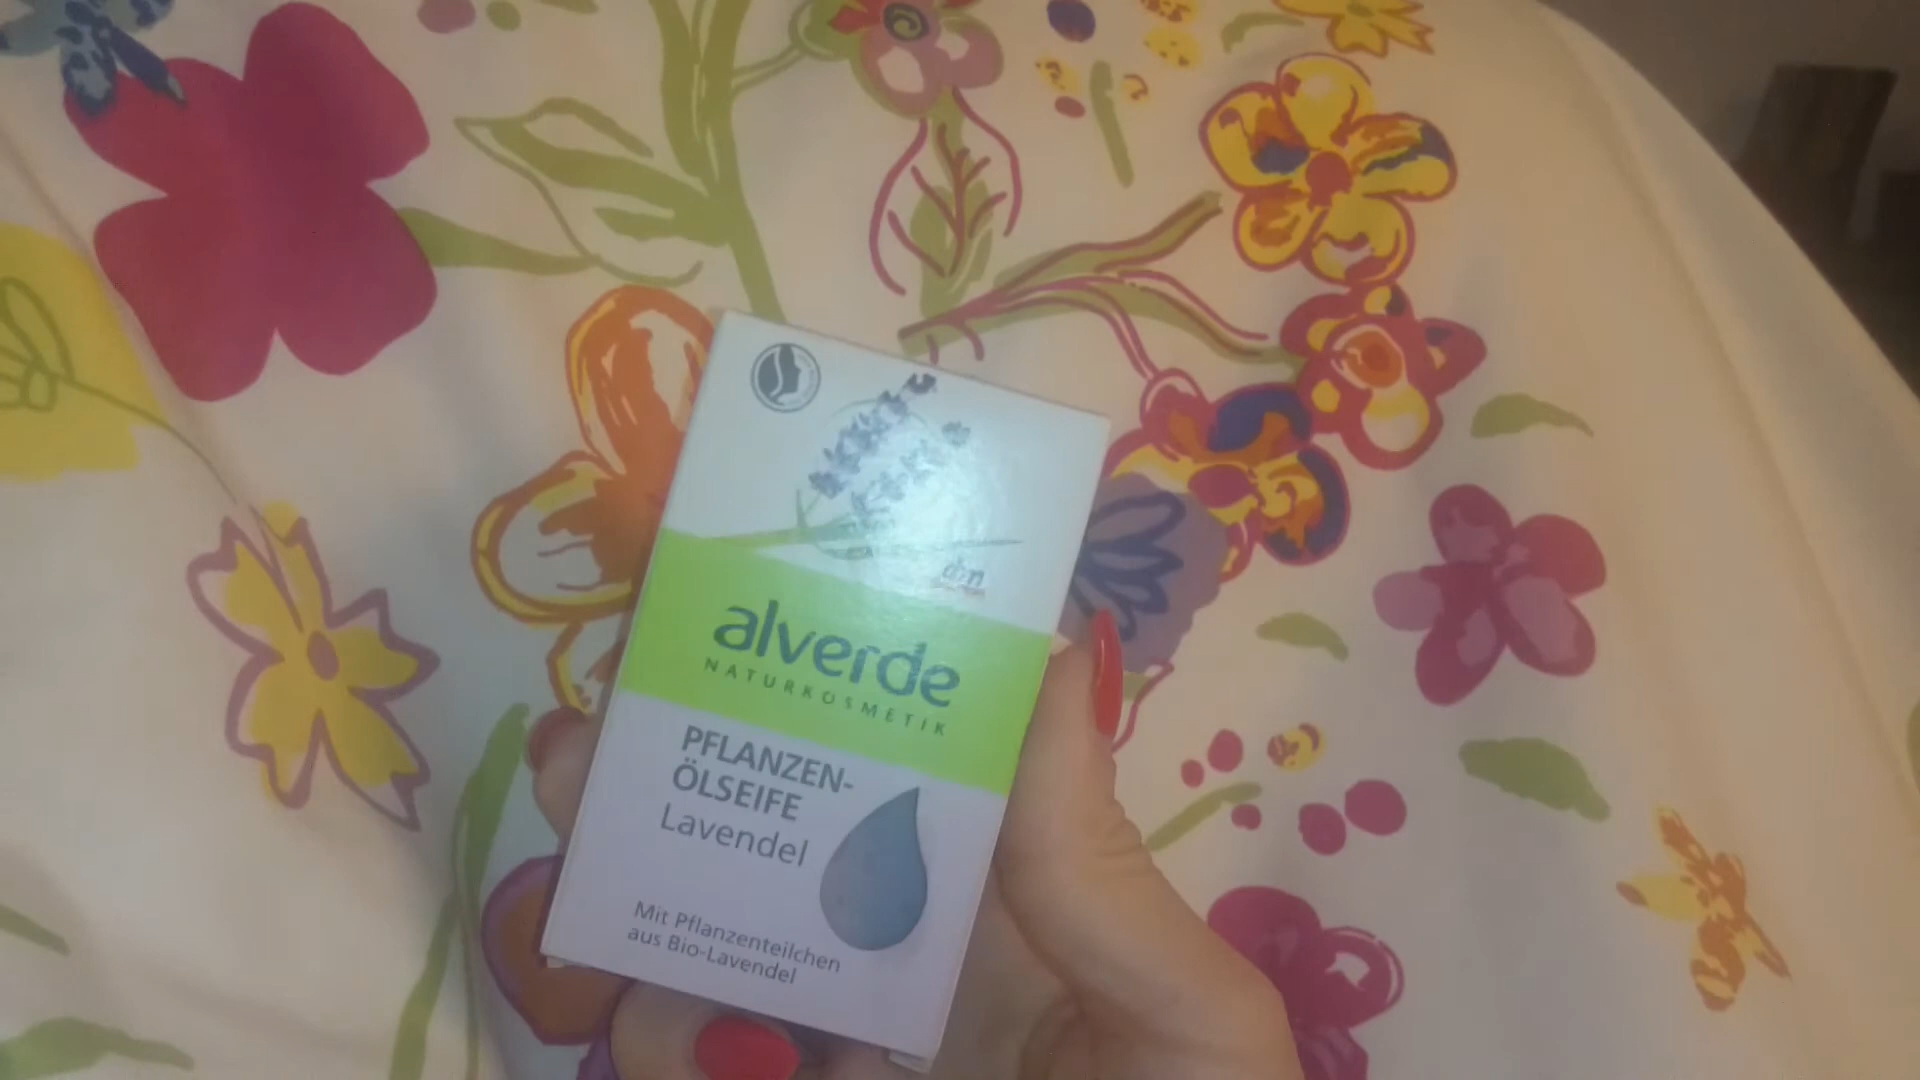 dm
alverde
NATURKOSMETIK
PFLANZEN-
ÖLSEIFE
Lavendel
Mit Pflanzenteilchen
aus Bio-Lavendel